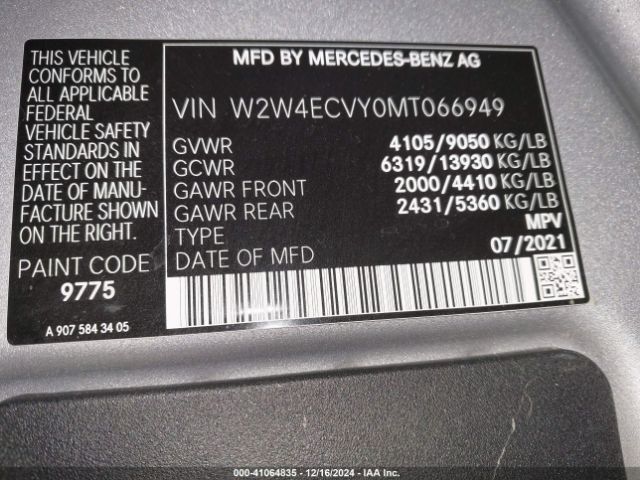 THIS VEHICLE
CONFORMS TO
ALL APPLICABLE
FEDERAL
VEHICLE SAFETY
STANDARDS IN
EFFECT ON THE
DATE OF MANU-
FACTURE SHOWN
ON THE RIGHT.
PAINT CODE
9775
A 907 584 34 05
MFD BY MERCEDES-BENZ AG
VIN W2W4ECVY0MT066949
GVWR 4105/9050 KG/LB
GCWR 6319/13930 KG/LB
GAWR FRONT 2000/4410 KG/LB
GAWR REAR 2431/5360 KG/LB
TYPE MPV
DATE OF MFD 07/2021
000-41064835 - 12/16/2024 - IAA Inc.